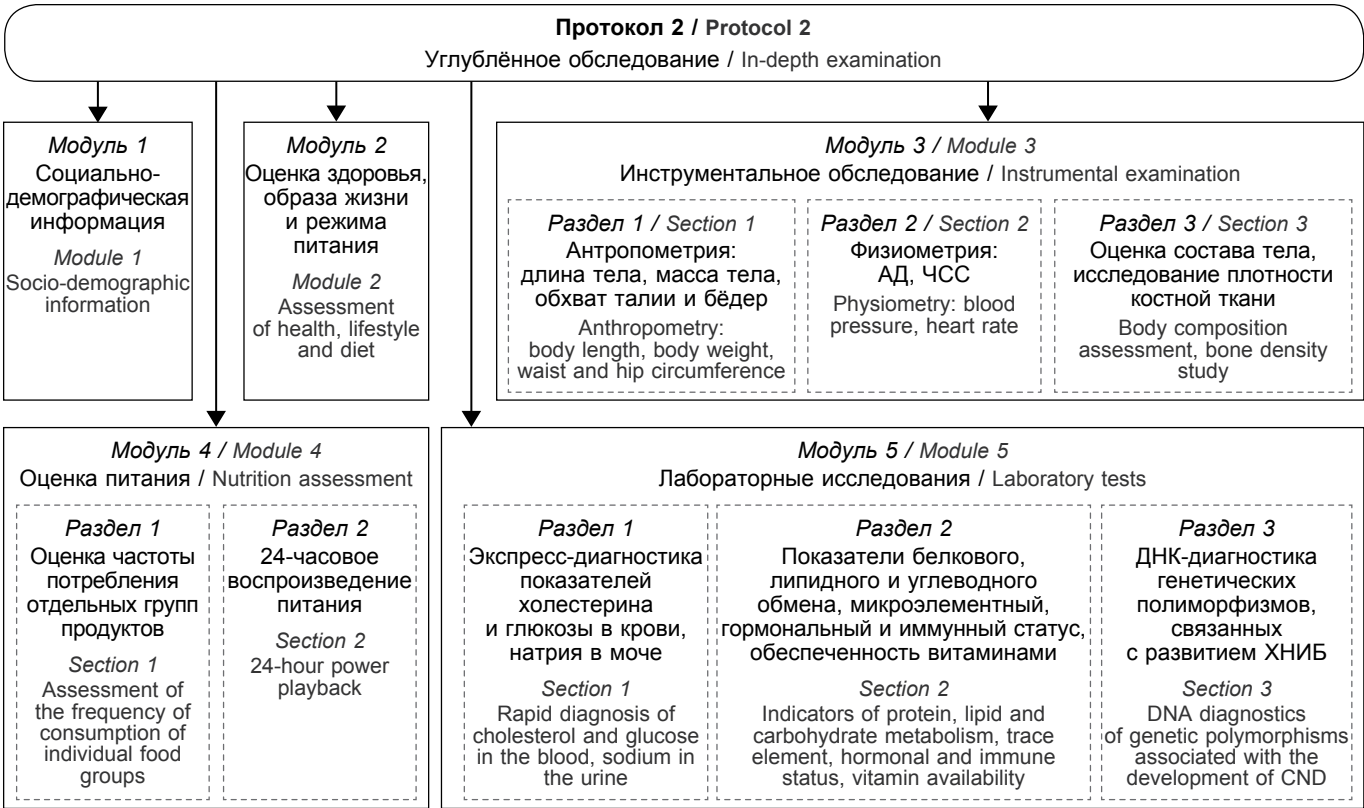 Протокол 2 / Protocol 2
Углублённое обследование / In-depth examination
Модуль 1
Социально-
демографическая
информация
Module 1
Socio-demographic
information
Модуль 2
Оценка здоровья,
образа жизни
и режима
питания
Module 2
Assessment
of health, lifestyle
and diet
Модуль 3 / Module 3
Инструментальное обследование / Instrumental examination
Раздел 1 / Section 1
Антропометрия:
длина тела, масса тела,
обхват талии и бёдер
Anthropometry:
body length, body weight,
waist and hip circumference
Раздел 2 / Section 2
Физиометрия:
АД, ЧСС
Physiometry: blood
pressure, heart rate
Раздел 3 / Section 3
Оценка состава тела,
исследование плотности
костной ткани
Body composition
assessment, bone density
study
Модуль 4 / Module 4
Оценка питания / Nutrition assessment
Раздел 1
Оценка частоты
потребления
отдельных групп
продуктов
Section 1
Assessment of
the frequency of
consumption of
individual food
groups
Раздел 2
24-часовое
воспроизведение
питания
Section 2
24-hour power
playback
Модуль 5 / Module 5
Лабораторные исследования / Laboratory tests
Раздел 1
Экспресс-диагностика
показателей
холестерина
и глюкозы в крови,
натрия в моче
Section 1
Rapid diagnosis of
cholesterol and glucose
in the blood, sodium in
the urine
Раздел 2
Показатели белкового,
липидного и углеводного
обмена, микроэлементный,
гормональный и иммунный статус,
обеспеченность витаминами
Section 2
Indicators of protein, lipid and
carbohydrate metabolism, trace
element, hormonal and immune
status, vitamin availability
Раздел 3
ДНК-диагностика
генетических
полиморфизмов,
связанных
с развитием ХНИБ
Section 3
DNA diagnostics
of genetic polymorphisms
associated with the
development of CND